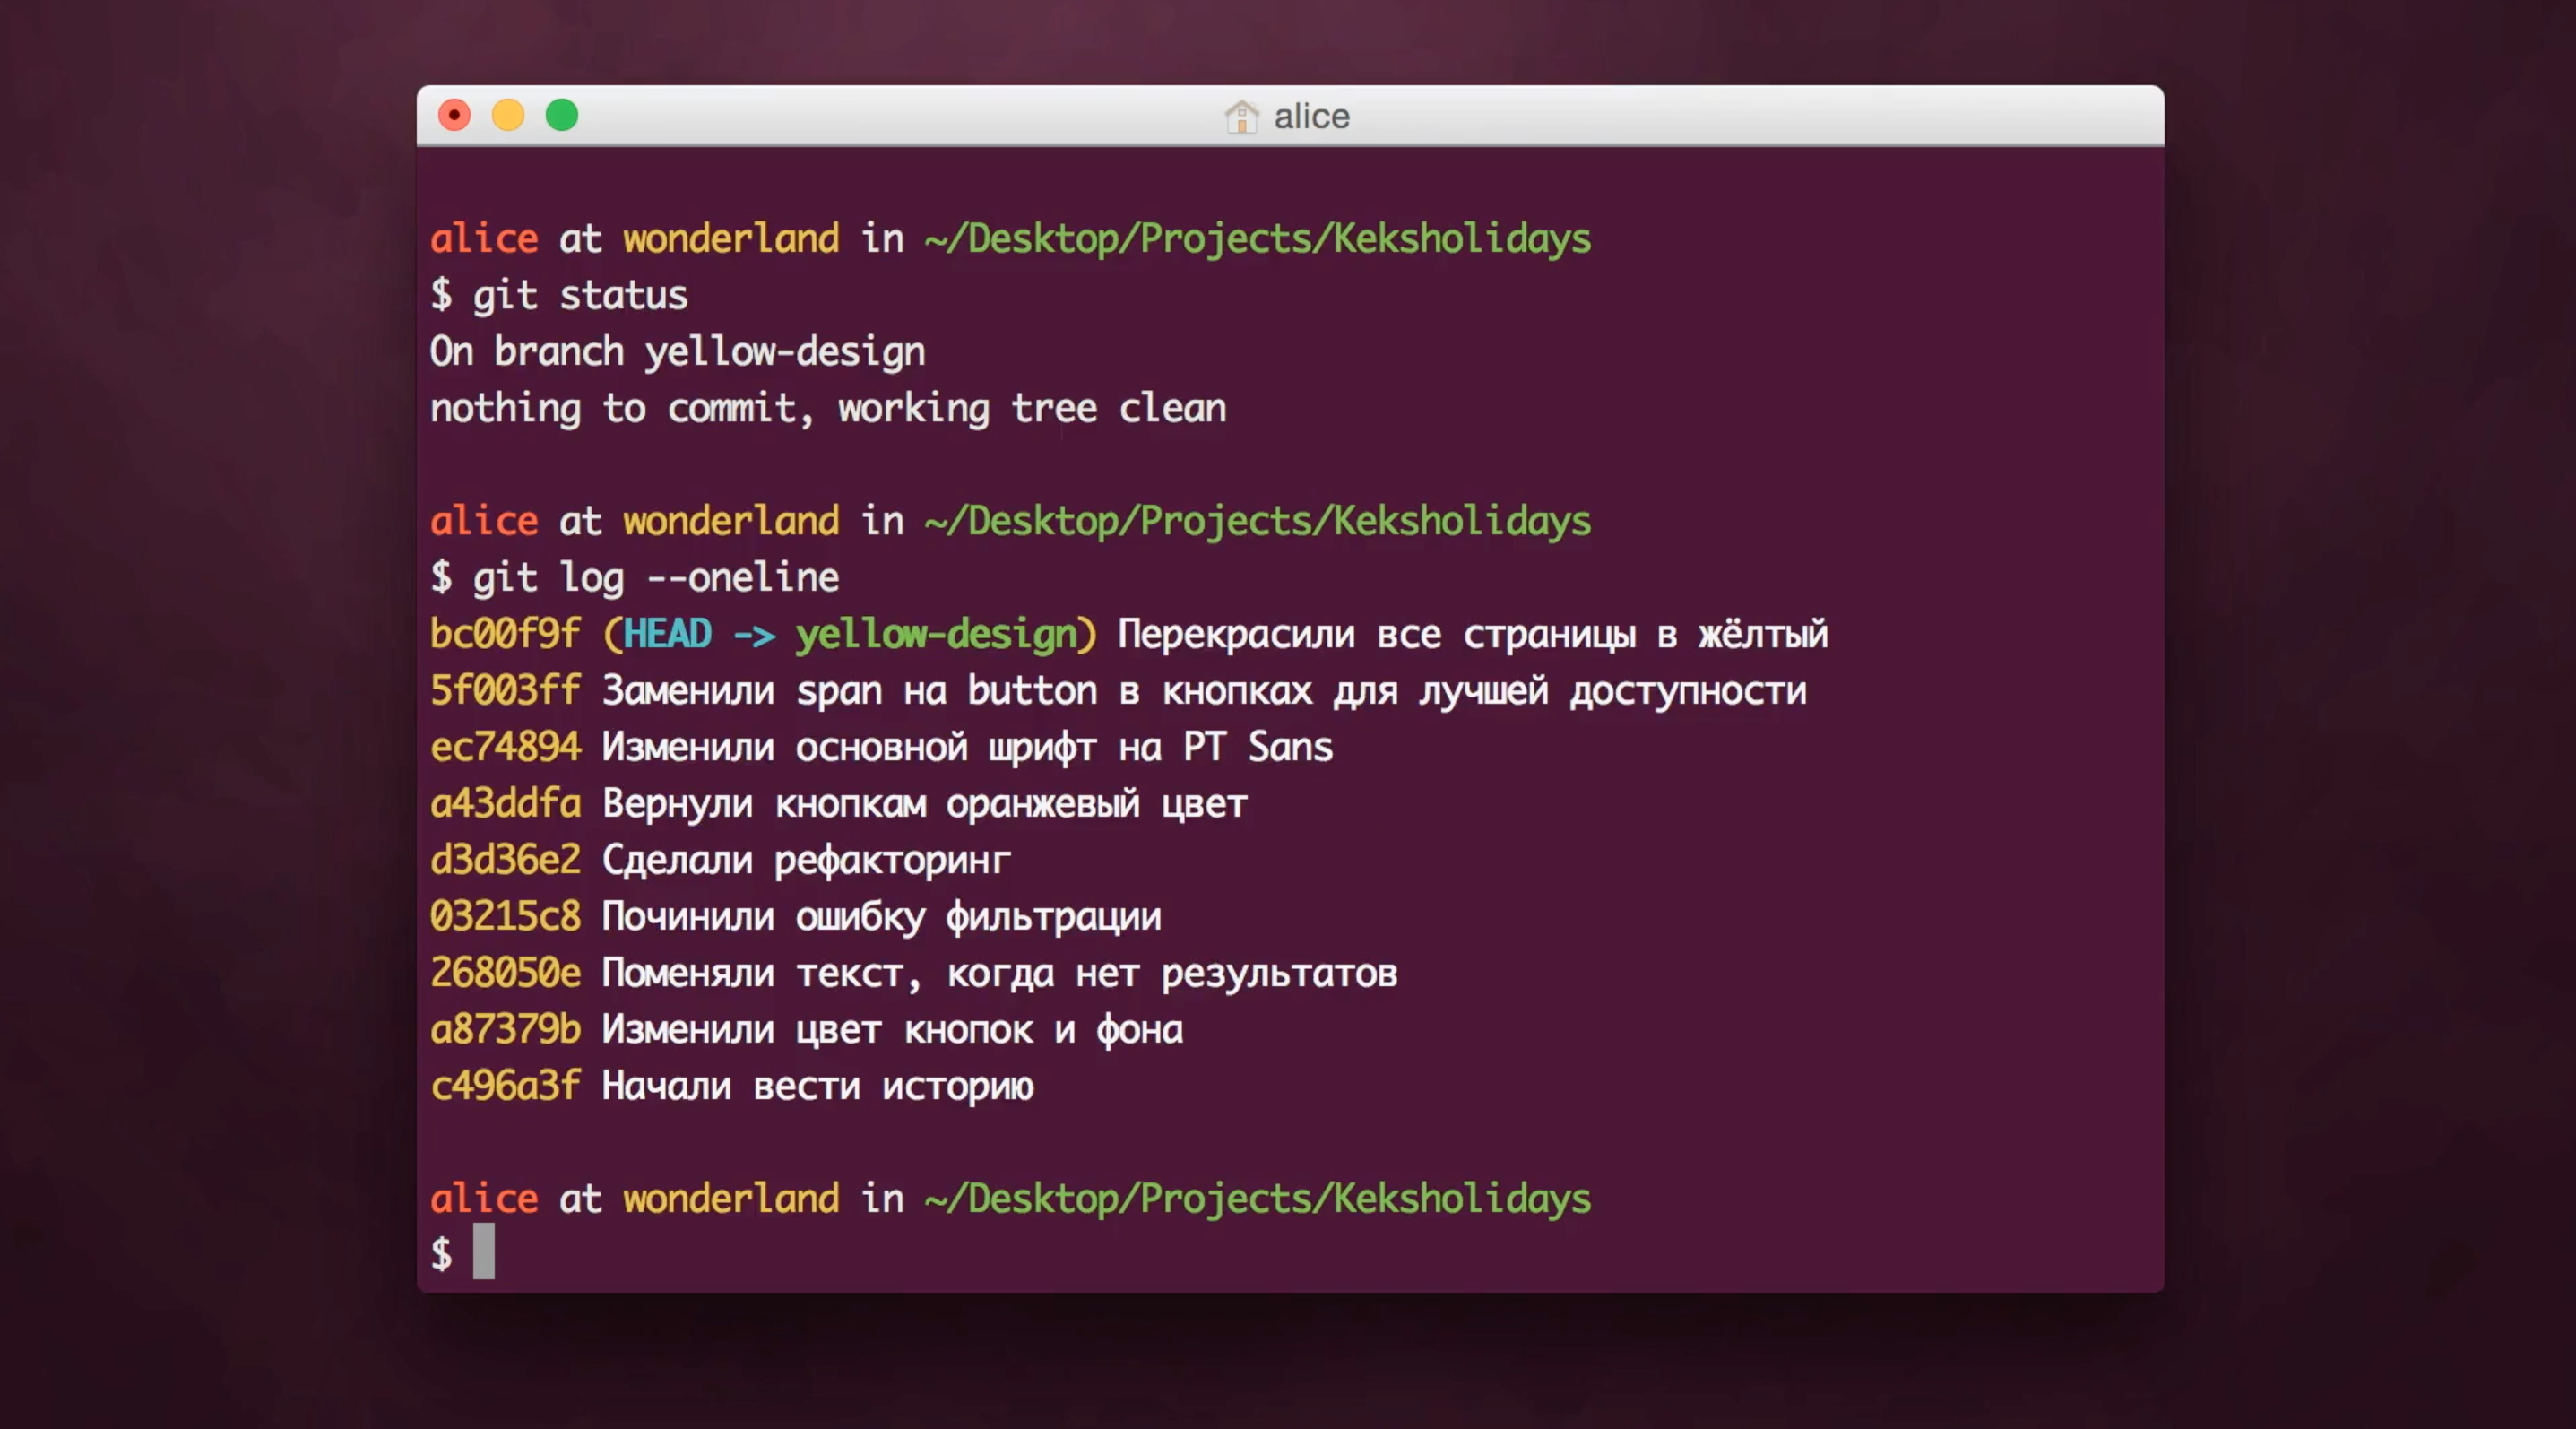 alice
alice at wonderland in ~/Desktop/Projects/Keksholidays
$ git status
On branch yellow-design
nothing to commit, working tree clean
alice at wonderland in ~/Desktop/Projects/Keksholidays
$ git log --oneline
bc00f9f (HEAD -> yellow-design) Перекрасили все страницы в жёлтый
5f003ff Заменили span на button в кнопках для лучшей доступности
ec74894 Изменили основной шрифт на PT Sans
a43ddfa Вернули кнопкам оранжевый цвет
d3d36e2 Сделали рефакторинг
03215c8 Починили ошибку фильтрации
268050e Поменяли текст, когда нет результатов
a87379b Изменили цвет кнопок и фона
c496a3f Начали вести историю
alice at wonderland in ~/Desktop/Projects/Keksholidays
$